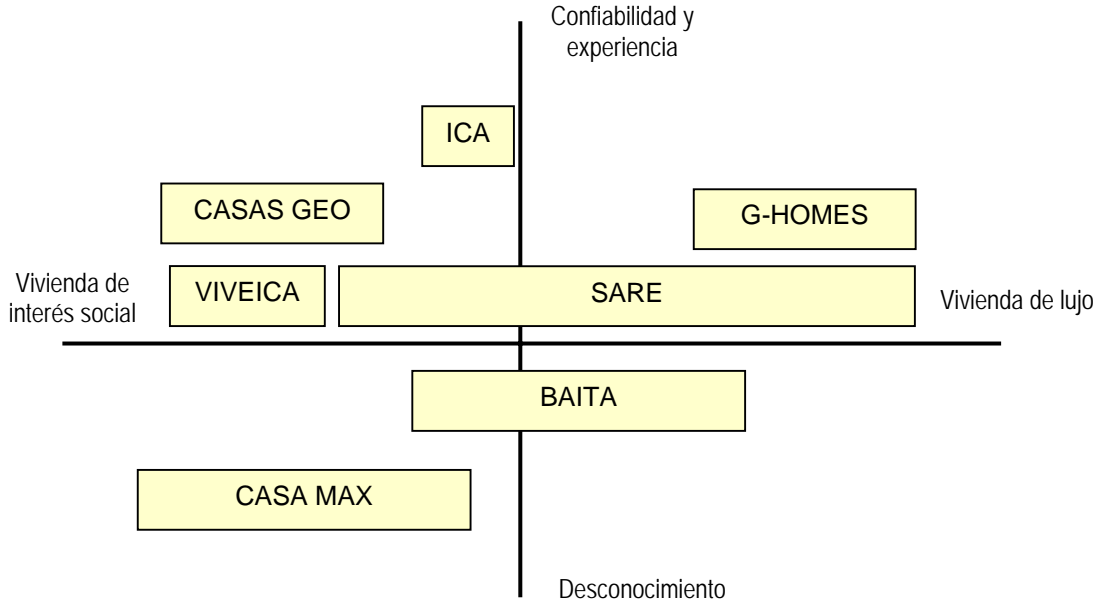 Confiabilidad y
experiencia
ICA
CASAS GEO
G-HOMES
Vivienda de
interés social
VIVEICA
SARE
Vivienda de lujo
BAITA
CASA MAX
Desconocimiento